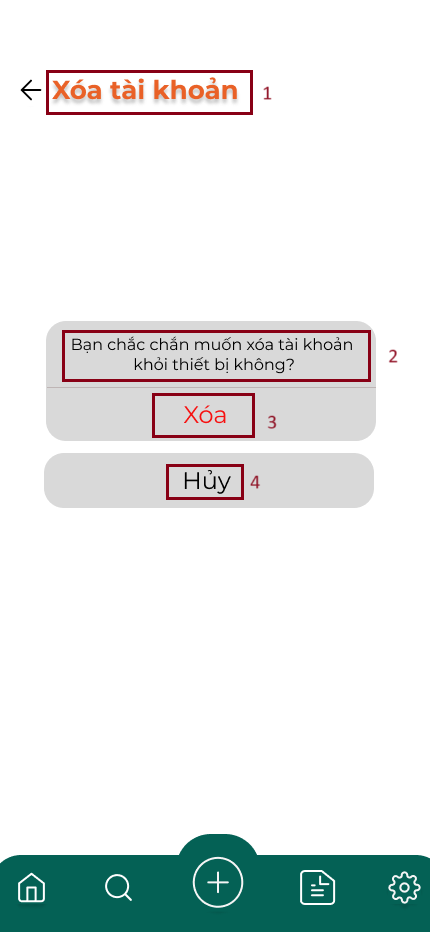 Xóa tài khoản 1
Bạn chắc chắn muốn xóa tài khoản
khỏi thiết bị không?
2
Xóa 3
Hủy 4